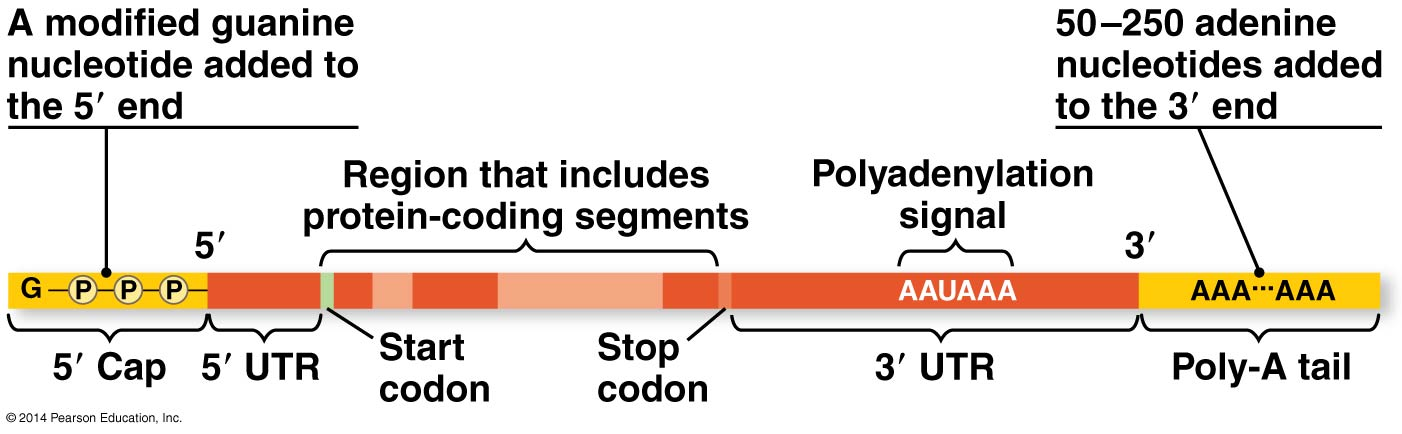 A modified guanine
nucleotide added to
the 5′ end
50–250 adenine
nucleotides added
to the 3′ end
Region that includes
protein-coding segments
Polyadenylation
signal
5′
3′
G P P P
AAUAAA
AAA···AAA
5′ Cap
5′ UTR
Start
codon
Stop
codon
3′ UTR
Poly-A tail
© 2014 Pearson Education, Inc.